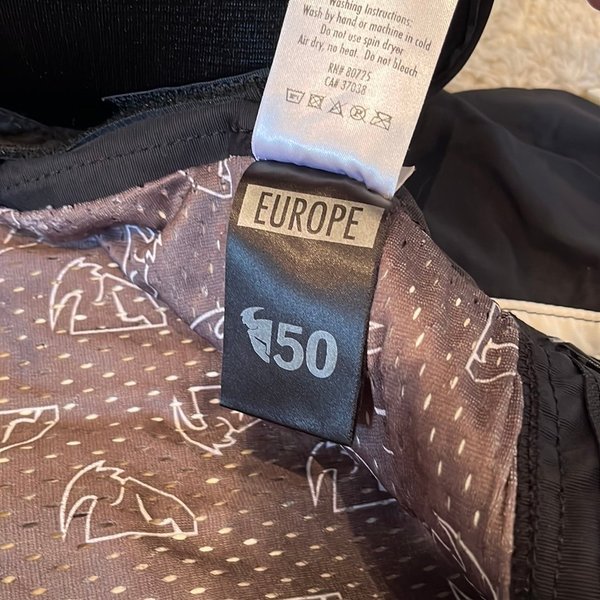 Washing Instructions:
Wash by hand or machine in cold
Do not use spin dryer
Air dry, no heat. Do not bleach
RN# 80775
CA# 37038
EUROPE
50